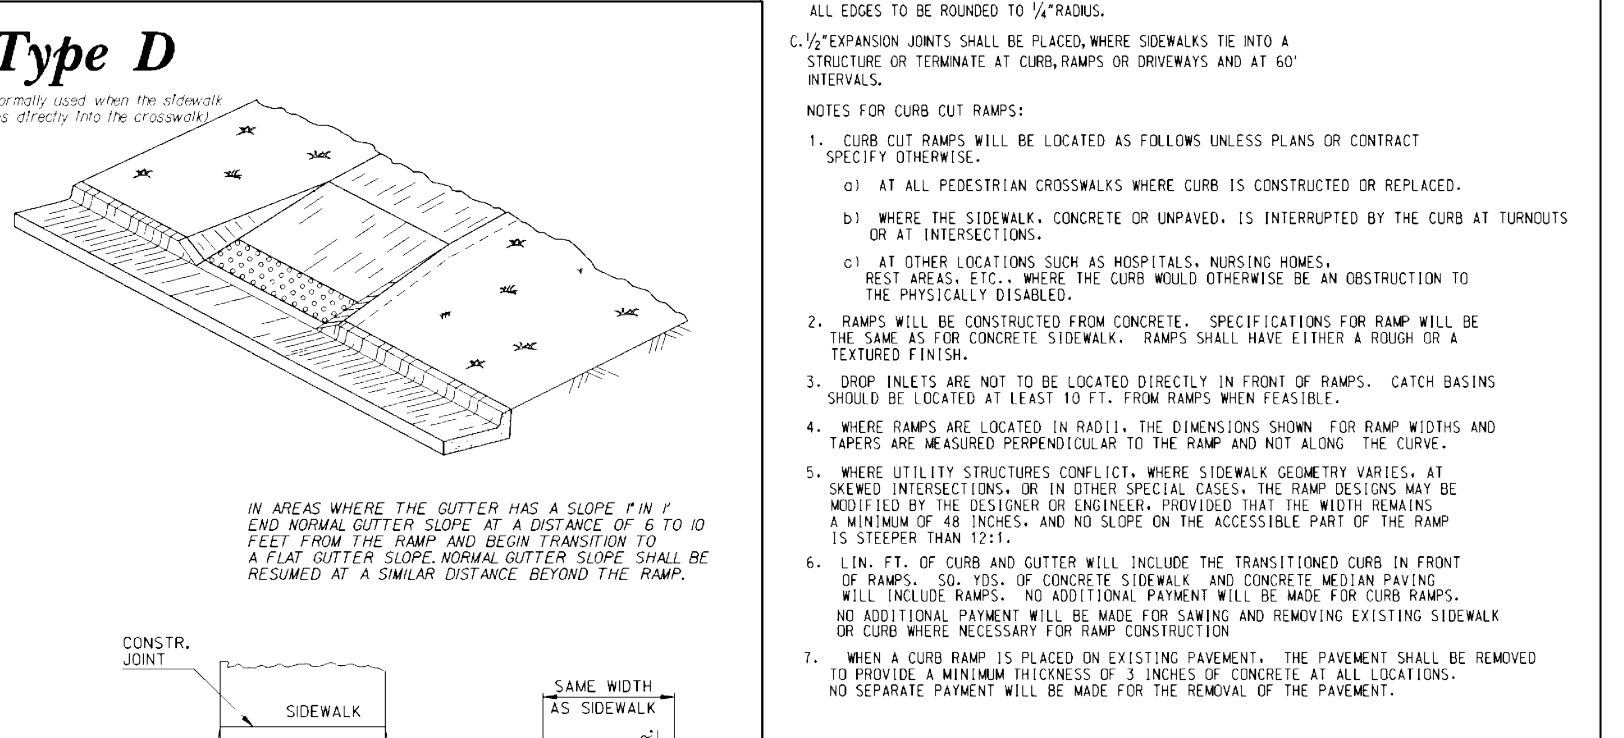 Type D
ormally used when the sidewalk
s directly into the crosswalk)
IN AREAS WHERE THE GUTTER HAS A SLOPE 1" IN 1'
END NORMAL GUTTER SLOPE AT A DISTANCE OF 6 TO 10
FEET FROM THE RAMP AND BEGIN TRANSITION TO
A FLAT GUTTER SLOPE. NORMAL GUTTER SLOPE SHALL BE
RESUMED AT A SIMILAR DISTANCE BEYOND THE RAMP.
CONSTR.
JOINT
SIDEWALK
SAME WIDTH
AS SIDEWALK
ALL EDGES TO BE ROUNDED TO 1/4" RADIUS.
C. 1/2" EXPANSION JOINTS SHALL BE PLACED, WHERE SIDEWALKS TIE INTO A
STRUCTURE OR TERMINATE AT CURB, RAMPS OR DRIVEWAYS AND AT 60'
INTERVALS.
NOTES FOR CURB CUT RAMPS:
1. CURB CUT RAMPS WILL BE LOCATED AS FOLLOWS UNLESS PLANS OR CONTRACT
SPECIFY OTHERWISE.
a) AT ALL PEDESTRIAN CROSSWALKS WHERE CURB IS CONSTRUCTED OR REPLACED.
b) WHERE THE SIDEWALK, CONCRETE OR UNPAVED, IS INTERRUPTED BY THE CURB AT TURNOUTS
OR AT INTERSECTIONS.
c) AT OTHER LOCATIONS SUCH AS HOSPITALS, NURSING HOMES,
REST AREAS, ETC., WHERE THE CURB WOULD OTHERWISE BE AN OBSTRUCTION TO
THE PHYSICALLY DISABLED.
2. RAMPS WILL BE CONSTRUCTED FROM CONCRETE. SPECIFICATIONS FOR RAMP WILL BE
THE SAME AS FOR CONCRETE SIDEWALK. RAMPS SHALL HAVE EITHER A ROUGH OR A
TEXTURED FINISH.
3. DROP INLETS ARE NOT TO BE LOCATED DIRECTLY IN FRONT OF RAMPS. CATCH BASINS
SHOULD BE LOCATED AT LEAST 10 FT. FROM RAMPS WHEN FEASIBLE.
4. WHERE RAMPS ARE LOCATED IN RADII, THE DIMENSIONS SHOWN FOR RAMP WIDTHS AND
TAPERS ARE MEASURED PERPENDICULAR TO THE RAMP AND NOT ALONG THE CURVE.
5. WHERE UTILITY STRUCTURES CONFLICT, WHERE SIDEWALK GEOMETRY VARIES, AT
SKEWED INTERSECTIONS, OR IN OTHER SPECIAL CASES, THE RAMP DESIGNS MAY BE
MODIFIED BY THE DESIGNER OR ENGINEER, PROVIDED THAT THE WIDTH REMAINS
A MINIMUM OF 48 INCHES, AND NO SLOPE ON THE ACCESSIBLE PART OF THE RAMP
IS STEEPER THAN 12:1.
6. LIN. FT. OF CURB AND GUTTER WILL INCLUDE THE TRANSITIONED CURB IN FRONT
OF RAMPS. SQ. YDS. OF CONCRETE SIDEWALK AND CONCRETE MEDIAN PAVING
WILL INCLUDE RAMPS. NO ADDITIONAL PAYMENT WILL BE MADE FOR CURB RAMPS.
NO ADDITIONAL PAYMENT WILL BE MADE FOR SAWING AND REMOVING EXISTING SIDEWALK
OR CURB WHERE NECESSARY FOR RAMP CONSTRUCTION
7. WHEN A CURB RAMP IS PLACED ON EXISTING PAVEMENT, THE PAVEMENT SHALL BE REMOVED
TO PROVIDE A MINIMUM THICKNESS OF 3 INCHES OF CONCRETE AT ALL LOCATIONS.
NO SEPARATE PAYMENT WILL BE MADE FOR THE REMOVAL OF THE PAVEMENT.